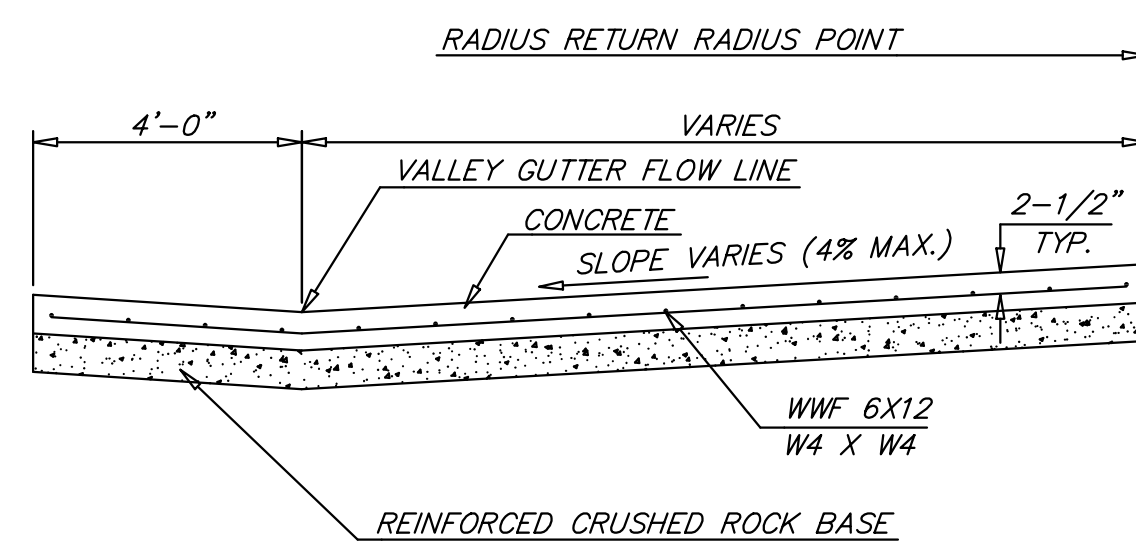 RADIUS RETURN RADIUS POINT
4'-0"
VARIES
VALLEY GUTTER FLOW LINE
CONCRETE
2-1/2"
TYP.
SLOPE VARIES (4% MAX.)
WWF 6X12
W4 X W4
REINFORCED CRUSHED ROCK BASE